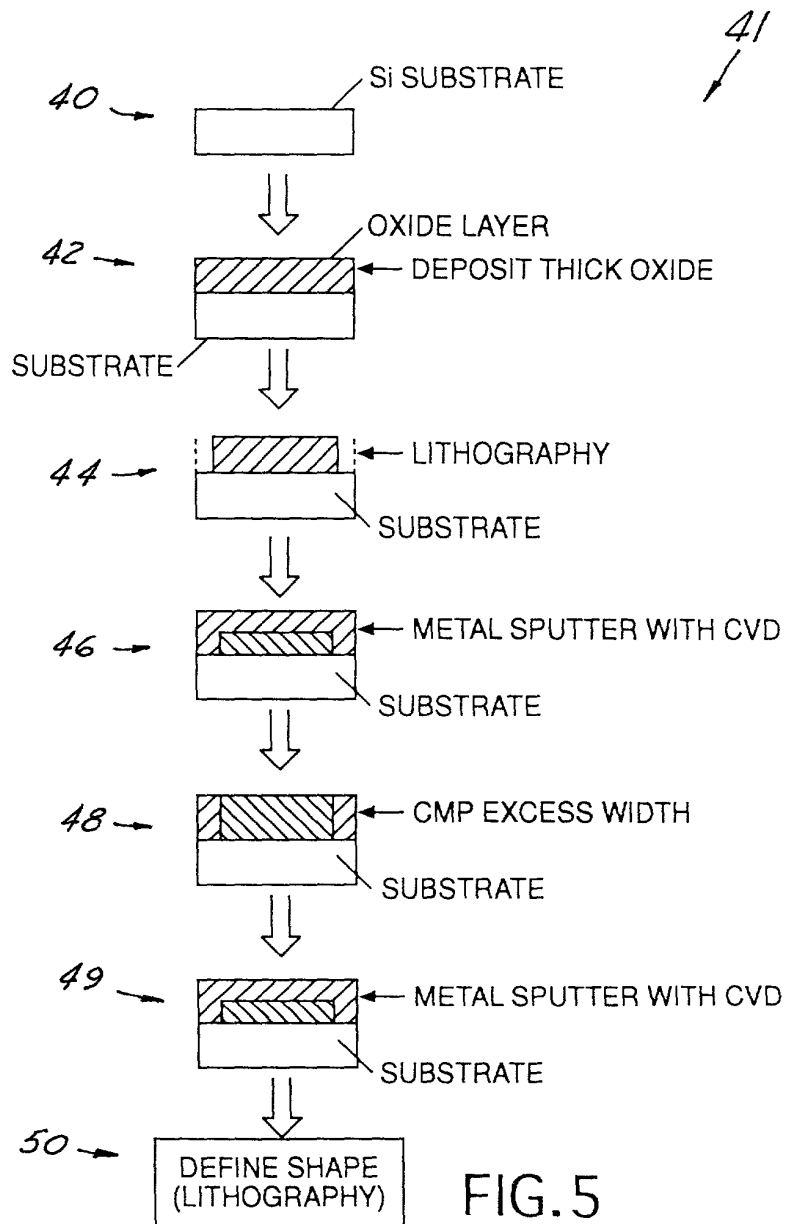 41
Si SUBSTRATE
40
OXIDE LAYER
42
DEPOSIT THICK OXIDE
SUBSTRATE
LITHOGRAPHY
44
SUBSTRATE
METAL SPUTTER WITH CVD
46
SUBSTRATE
CMP EXCESS WIDTH
48
SUBSTRATE
49
METAL SPUTTER WITH CVD
SUBSTRATE
50
DEFINE SHAPE
(LITHOGRAPHY)
FIG. 5